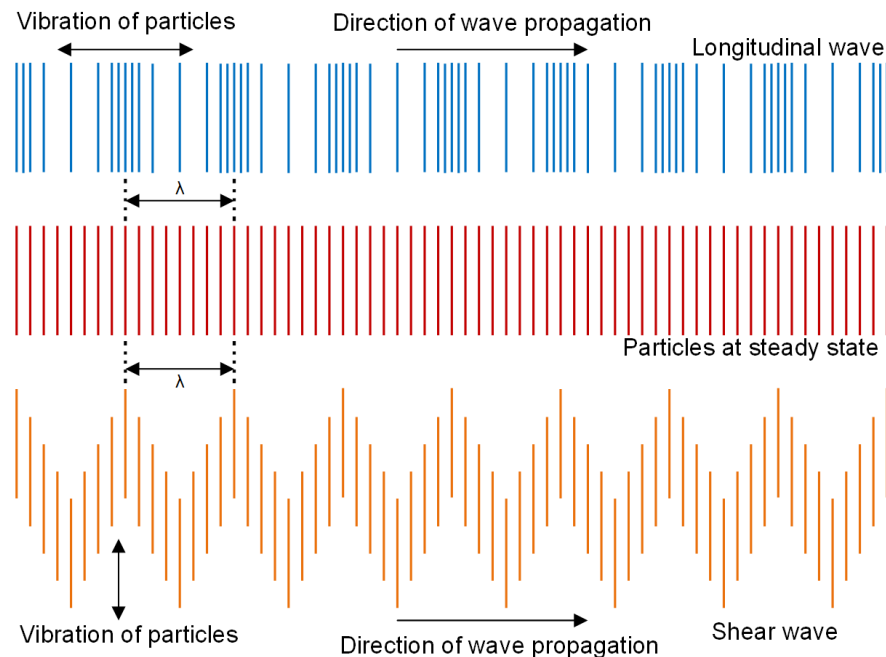 Vibration of particles
Direction of wave propagation
Longitudinal wave
λ
Particles at steady state
λ
Vibration of particles
Direction of wave propagation
Shear wave